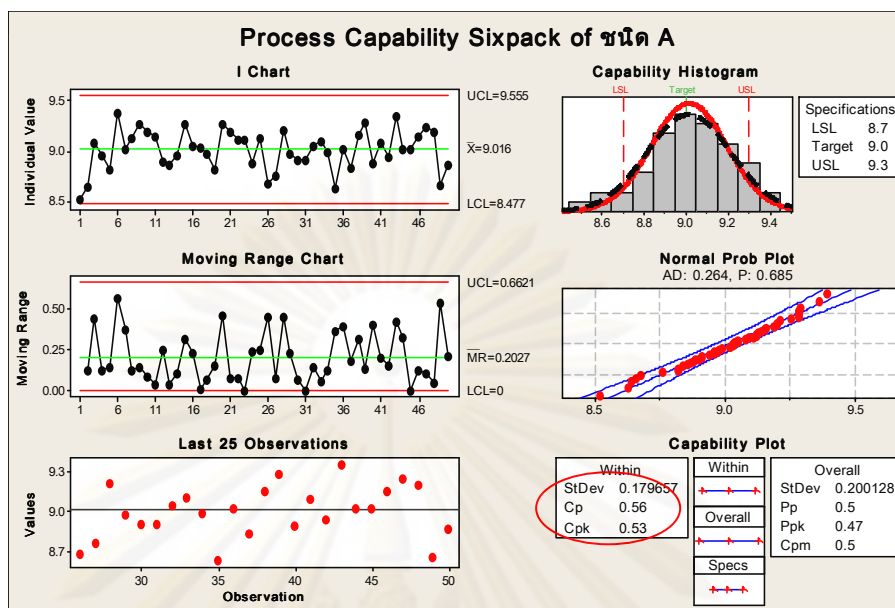 Process Capability Sixpack of ชนิด A
I Chart
Individual Value
9.5
9.0
8.5
1 6 11 16 21 26 31 36 41 46
UCL=9.555
X=9.016
LCL=8.477
Capability Histogram
LSL Target USL
8.6 8.8 9.0 9.2 9.4
Specifications
LSL 8.7
Target 9.0
USL 9.3
Moving Range Chart
Moving Range
0.50
0.25
0.00
1 6 11 16 21 26 31 36 41 46
UCL=0.6621
MR=0.2027
LCL=0
Normal Prob Plot
AD: 0.264, P: 0.685
8.5 9.0 9.5
Last 25 Observations
Values
9.3
9.0
8.7
30 35 40 45 50
Observation
Capability Plot
Within
StDev 0.179657
Cp 0.56
Cpk 0.53
Within
Overall
Specs
Overall
StDev 0.200128
Pp 0.5
Ppk 0.47
Cpm 0.5